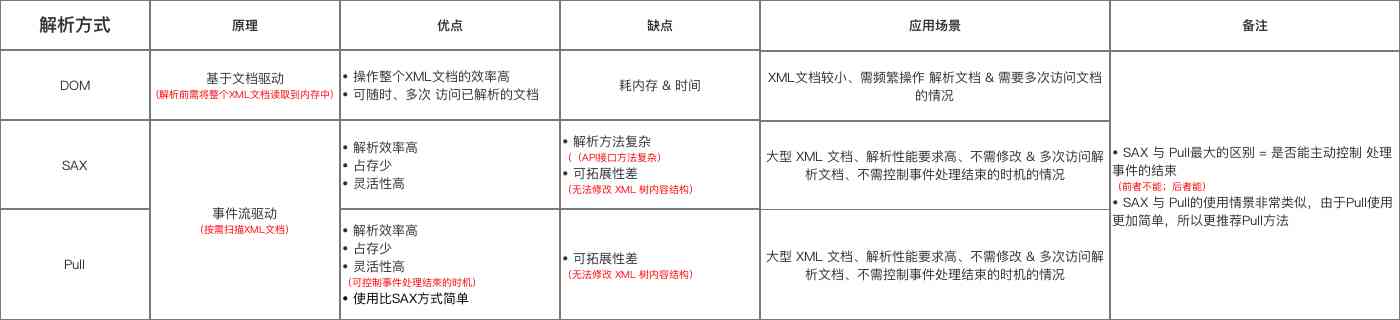 解析方式
原理
优点
缺点
应用场景
备注
DOM
基于文档驱动
(解析前需将整个XML文档读取到内存中)
• 操作整个XML文档的效率高
• 可随时、多次 访问已解析的文档
耗内存 & 时间
XML文档较小、需频繁操作 解析文档 & 需要多次访问文档
的情况
SAX
事件流驱动
(按需扫描XML文档)
• 解析效率高
• 占存少
• 灵活性高
• 解析方法复杂
(（API接口方法复杂）
• 可拓展性差
(无法修改 XML 树内容结构)
大型 XML 文档、解析性能要求高、不需修改 & 多次访问解
析文档、不需控制事件处理结束的时机的情况
• SAX 与 Pull最大的区别 = 是否能主动控制 处理
事件的结束
（前者不能；后者能）
• SAX 与 Pull的使用情景非常类似，由于Pull使用
更加简单，所以更推荐Pull方法
Pull
• 解析效率高
• 占存少
• 灵活性高
（可控制事件处理结束的时机）
• 使用比SAX方式简单
• 可拓展性差
(无法修改 XML 树内容结构)
大型 XML 文档、解析性能要求高、不需修改 & 多次访问解
析文档、不需控制事件处理结束的时机的情况